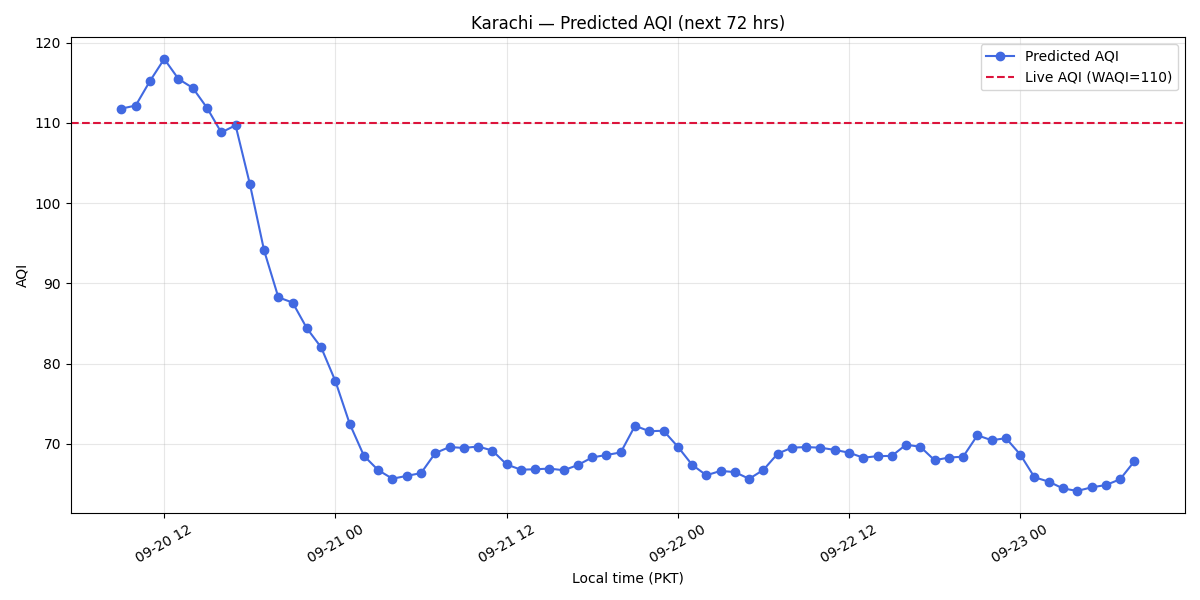 Karachi — Predicted AQI (next 72 hrs)
Predicted AQI
Live AQI (WAQI=110)
AQI
120
110
100
90
80
70
09-20 12
09-21 00
09-21 12
09-22 00
09-22 12
09-23 00
Local time (PKT)